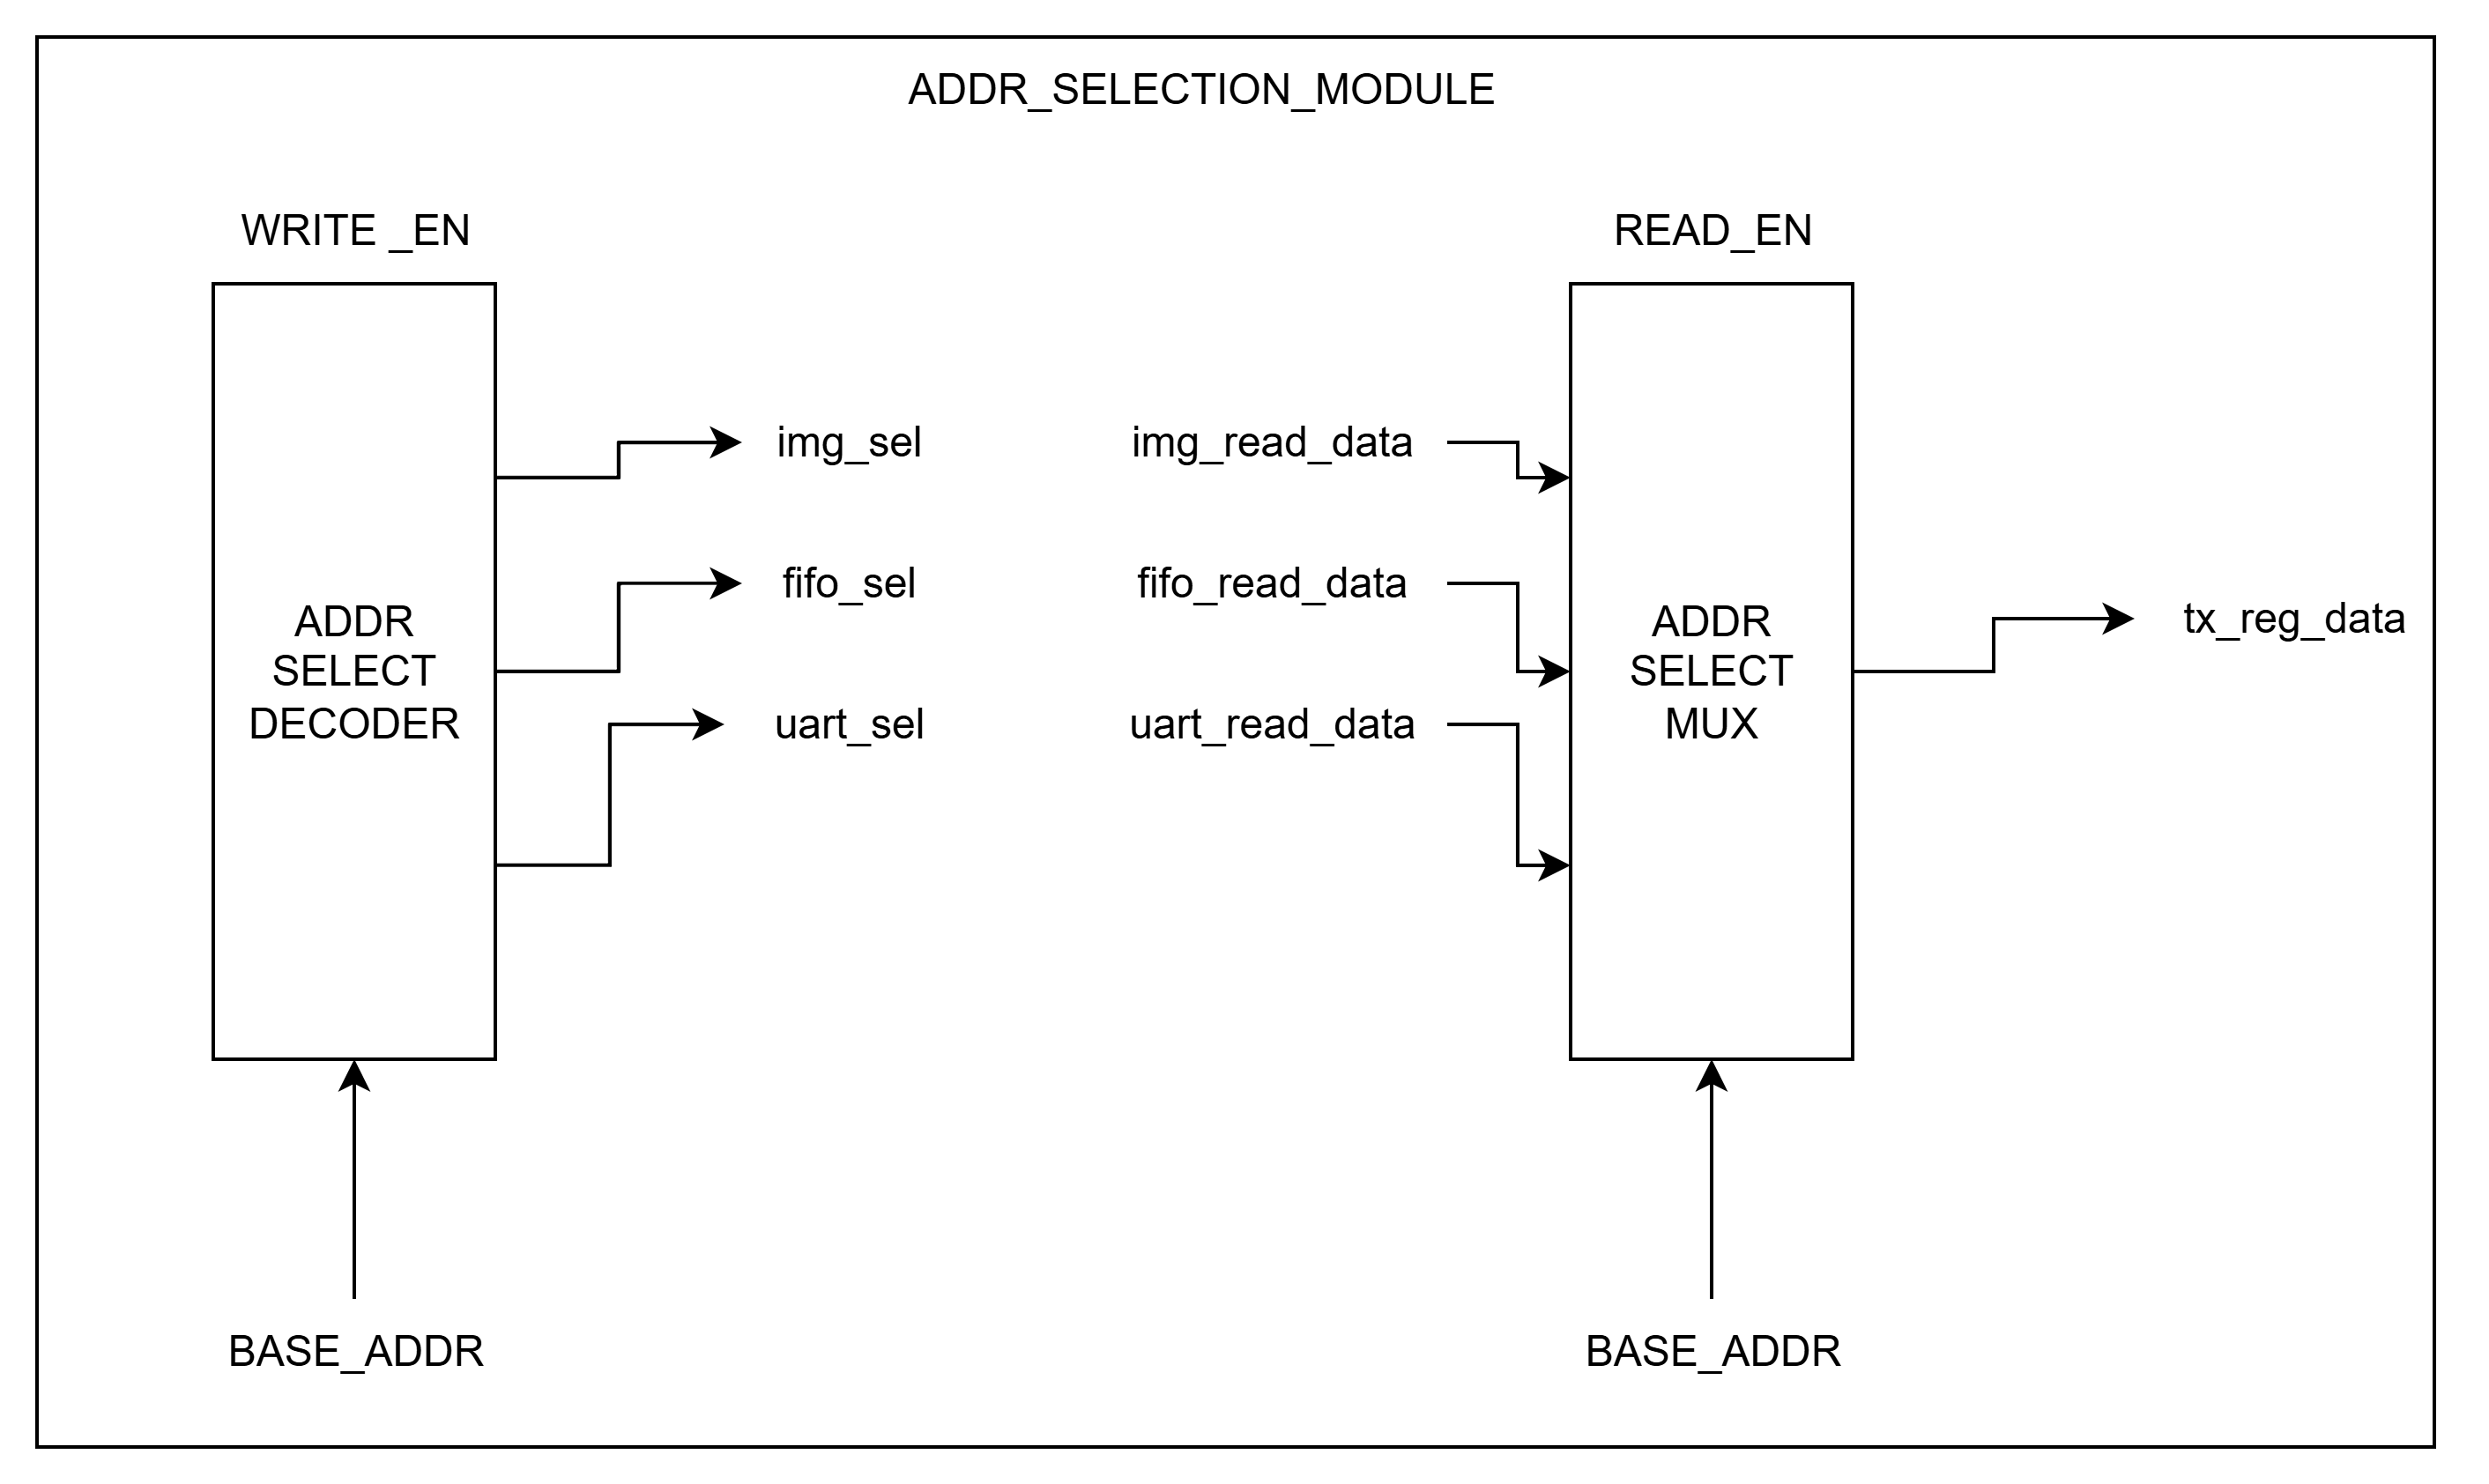 ADDR_SELECTION_MODULE
WRITE _EN
READ_EN
img_sel
img_read_data
fifo_sel
fifo_read_data
uart_sel
uart_read_data
ADDR
SELECT
DECODER
ADDR
SELECT
MUX
tx_reg_data
BASE_ADDR
BASE_ADDR